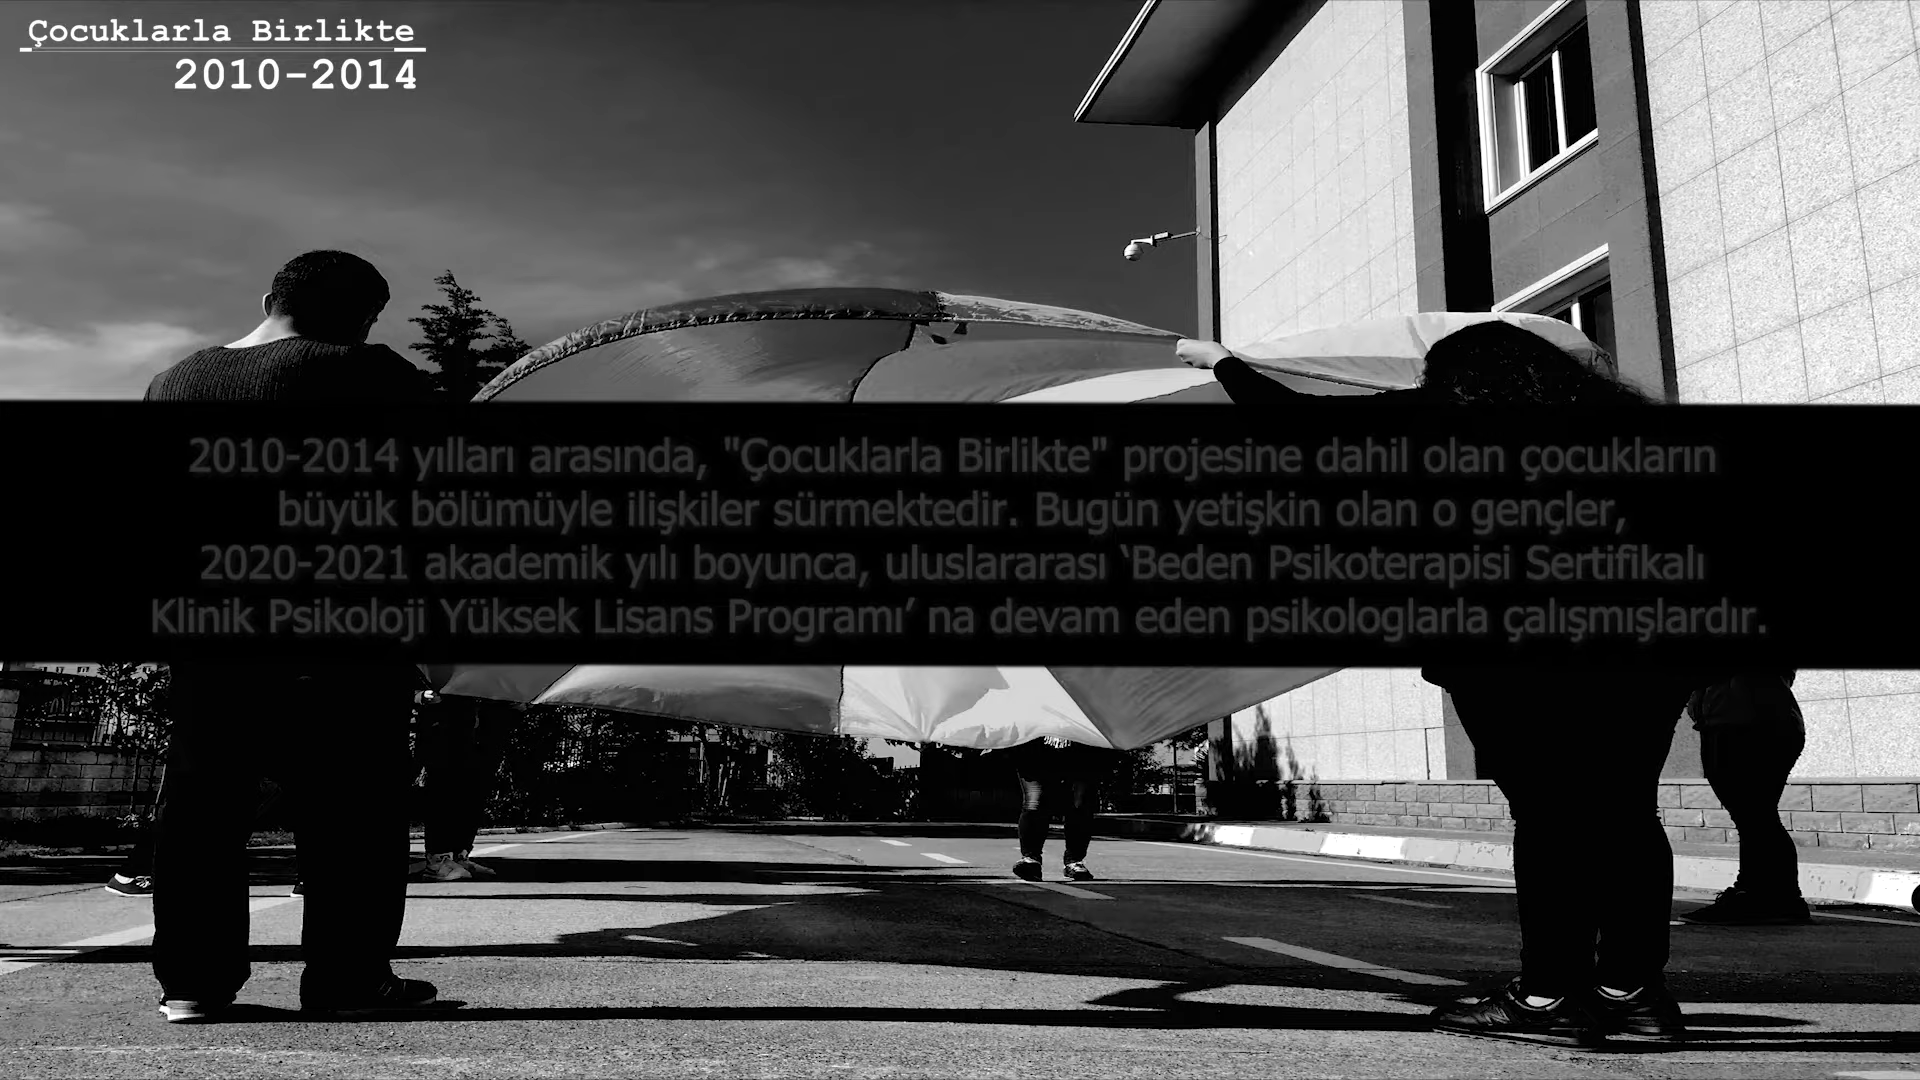 Çocuklarla Birlikte
2010-2014
2010-2014 yılları arasında, "Çocuklarla Birlikte" projesine dahil olan çocukların
büyük bölümüyle ilişkiler sürmektedir. Bugün yetişkin olan o gençler,
2020-2021 akademik yılı boyunca, uluslararası ‘Beden Psikoterapisi Sertifikalı
Klinik Psikoloji Yüksek Lisans Programı’ na devam eden psikologlarla çalışmışlardır.